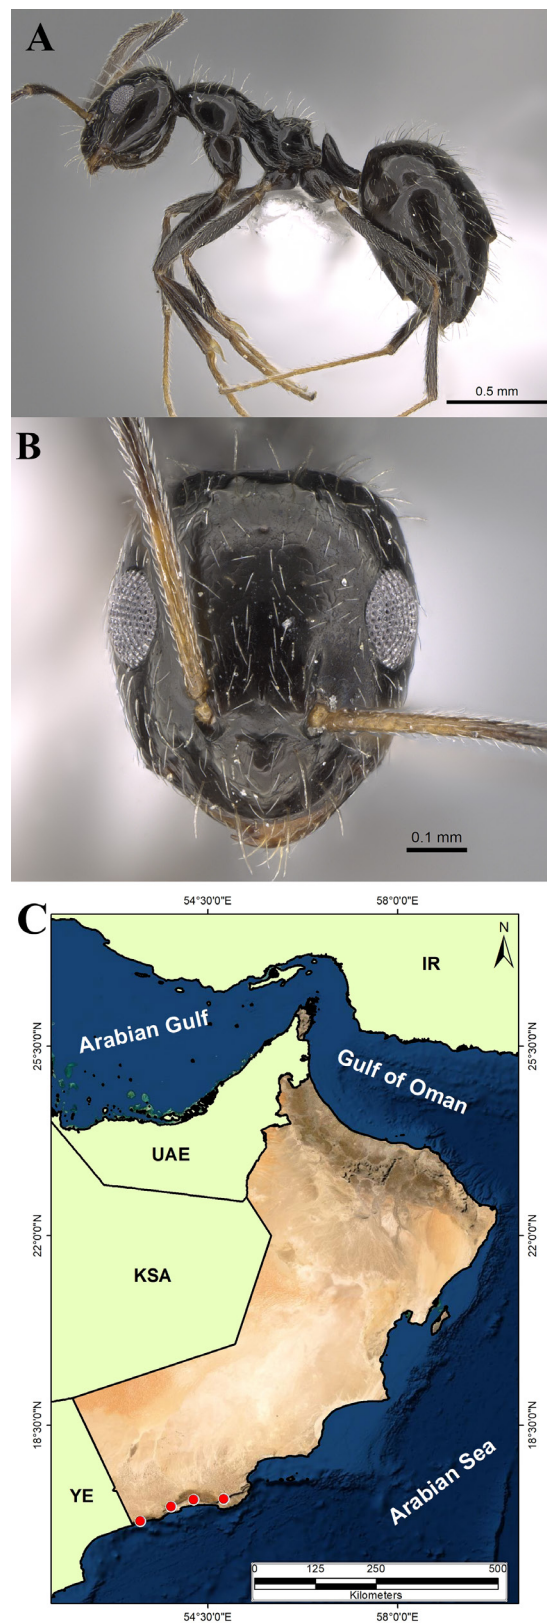 A
0.5 mm
B
0.1 mm
C
54°30'0"E 58°0'0"E
N
IR
Arabian Gulf
25°30'0"N 25°30'0"N
Gulf of Oman
UAE
22°0'0"N 22°0'0"N
KSA
18°30'0"N 18°30'0"N
YE
Arabian Sea
0 125 250 500
Kilometers
54°30'0"E 58°0'0"E